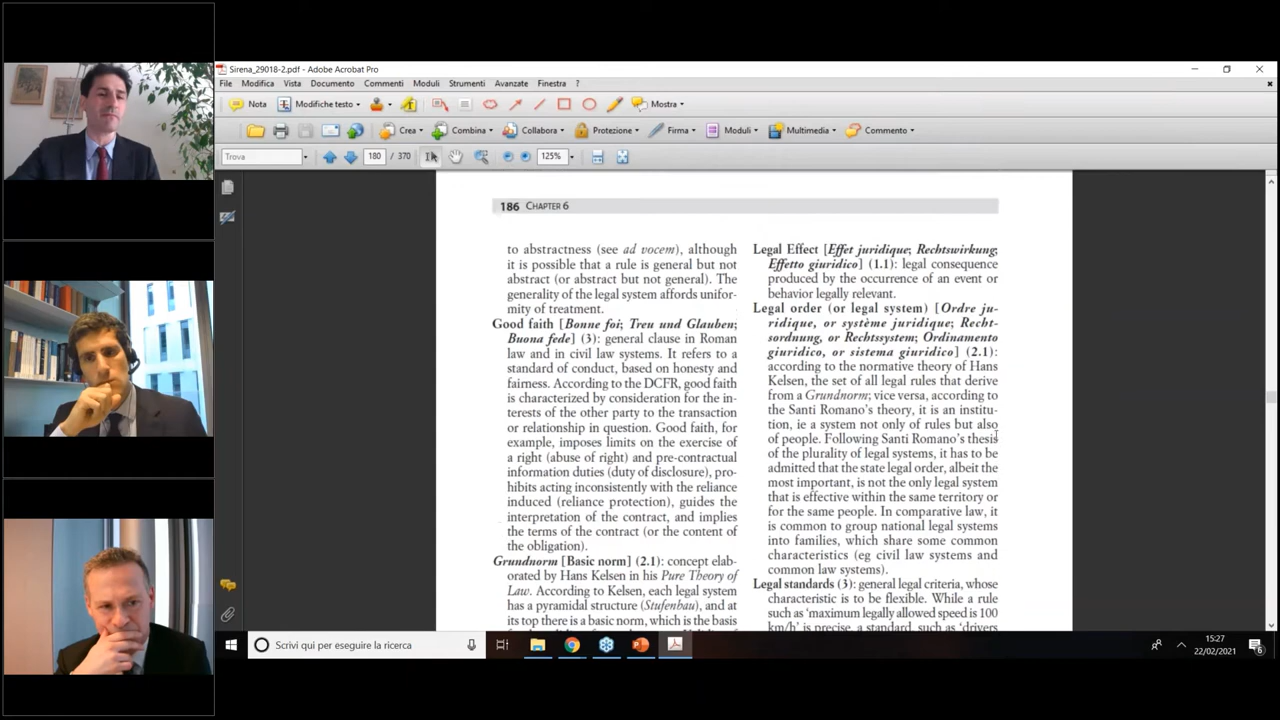 Sirena_29018-2.pdf - Adobe Acrobat Pro
File Modifica Vista Documento Commenti Moduli Strumenti Avanzate Finestra ?
Nota Modifiche testo Mostra
Crea Combina Collabora Protezione Firma Moduli Multimedia Commento
Trova 180 / 370 125%
186 CHAPTER 6
to abstractness (see ad vocem), although
it is possible that a rule is general but not
abstract (or abstract but not general). The
generality of the legal system affords unifor-
mity of treatment.
Good faith [Bonne foi; Treu und Glauben;
Buona fede] (3): general clause in Roman
law and in civil law systems. It refers to a
standard of conduct, based on honesty and
fairness. According to the DCFR, good faith
is characterized by consideration for the in-
terests of the other party to the transaction
or relationship in question. Good faith, for
example, imposes limits on the exercise of
a right (abuse of right) and pre-contractual
information duties (duty of disclosure), pro-
hibits acting inconsistently with the reliance
induced (reliance protection), guides the
interpretation of the contract, and implies
the terms of the contract (or the content of
the obligation).
Grundnorm [Basic norm] (2.1): concept elab-
orated by Hans Kelsen in his Pure Theory of
Law. According to Kelsen, each legal system
has a pyramidal structure (Stufenbau), and at
its top there is a basic norm, which is the basis
Legal Effect [Effet juridique; Rechtswirkung;
Effetto giuridico] (1.1): legal consequence
produced by the occurrence of an event or
behavior legally relevant.
Legal order (or legal system) [Ordre ju-
ridique, or système juridique; Recht-
sordnung, or Rechtssystem; Ordinamento
giuridico, or sistema giuridico] (2.1):
according to the normative theory of Hans
Kelsen, the set of all legal rules that derive
from a Grundnorm; vice versa, according to
the Santi Romano's theory, it is an institu-
tion, ie a system not only of rules but also
of people. Following Santi Romano's thesis
of the plurality of legal systems, it has to be
admitted that the state legal order, albeit the
most important, is not the only legal system
that is effective within the same territory or
for the same people. In comparative law, it
is common to group national legal systems
into families, which share some common
characteristics (eg civil law systems and
common law systems).
Legal standards (3): general legal criteria, whose
characteristic is to be flexible. While a rule
such as 'maximum legally allowed speed is 100
km/h' is precise, a standard, such as 'drivers
Scrivi qui per eseguire la ricerca
15:27
22/02/2021
6